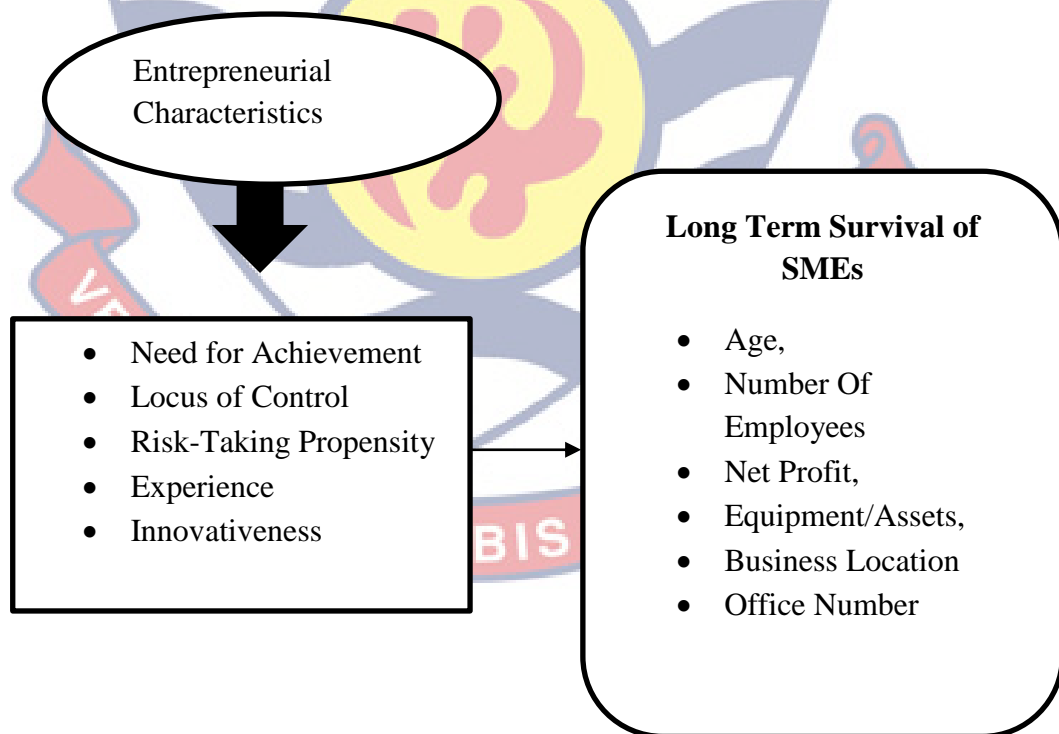 Entrepreneurial
Characteristics
Long Term Survival of
SMEs
• Need for Achievement
• Locus of Control
• Risk-Taking Propensity
• Experience
• Innovativeness
• Age,
• Number Of
Employees
• Net Profit,
• Equipment/Assets,
• Business Location
• Office Number
BIS